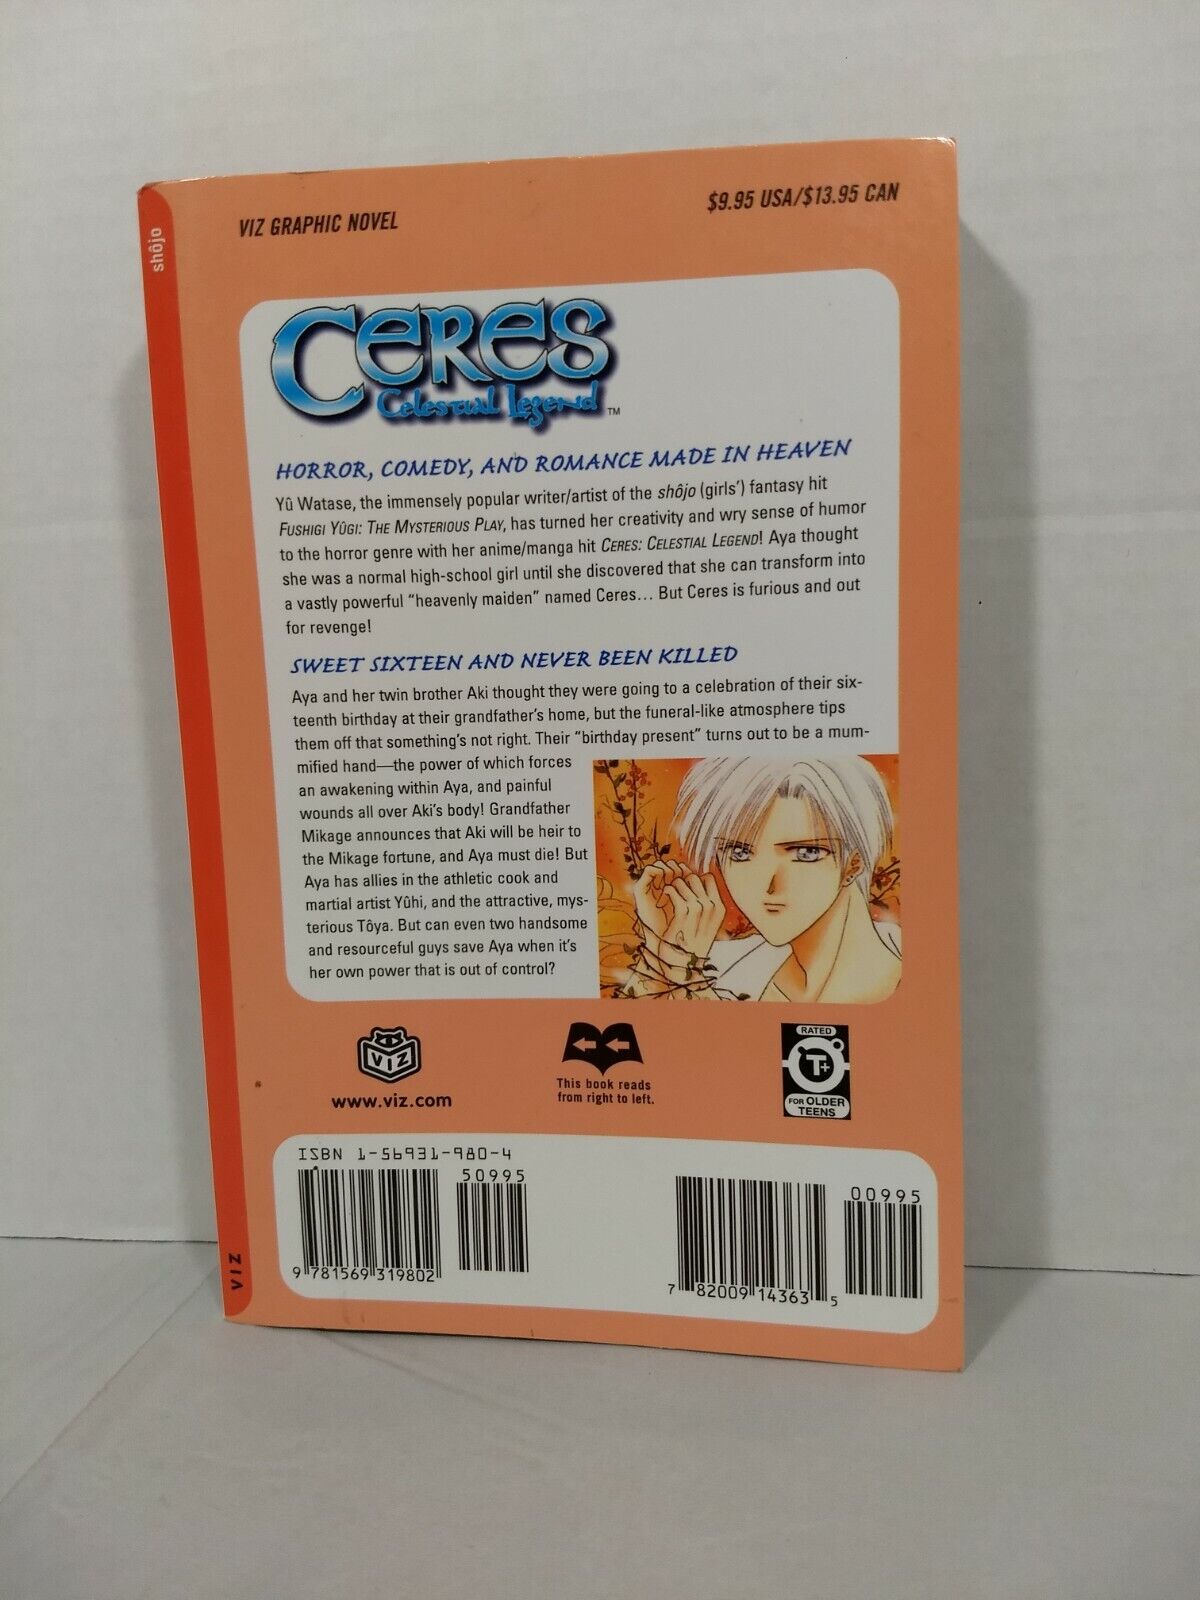 shôjo
VIZ GRAPHIC NOVEL
$9.95 USA/$13.95 CAN
CERES
Celestial Legend™
HORROR, COMEDY, AND ROMANCE MADE IN HEAVEN
Yû Watase, the immensely popular writer/artist of the shôjo (girls’) fantasy hit
FUSHIGI YÛGI: THE MYSTERIOUS PLAY, has turned her creativity and wry sense of humor
to the horror genre with her anime/manga hit CERES: CELESTIAL LEGEND! Aya thought
she was a normal high-school girl until she discovered that she can transform into
a vastly powerful “heavenly maiden” named Ceres... But Ceres is furious and out
for revenge!
SWEET SIXTEEN AND NEVER BEEN KILLED
Aya and her twin brother Aki thought they were going to a celebration of their six-
teenth birthday at their grandfather’s home, but the funeral-like atmosphere tips
them off that something’s not right. Their “birthday present” turns out to be a mum-
mified hand—the power of which forces
an awakening within Aya, and painful
wounds all over Aki’s body! Grandfather
Mikage announces that Aki will be heir to
the Mikage fortune, and Aya must die! But
Aya has allies in the athletic cook and
martial artist Yûhi, and the attractive, mys-
terious Tôya. But can even two handsome
and resourceful guys save Aya when it’s
her own power that is out of control?
VIZ
www.viz.com
This book reads
from right to left.
RATED
T+
FOR OLDER
TEENS
ISBN 1-56931-980-4
50995
9 781569 319802
00995
7 82009 14363 5
VIZ